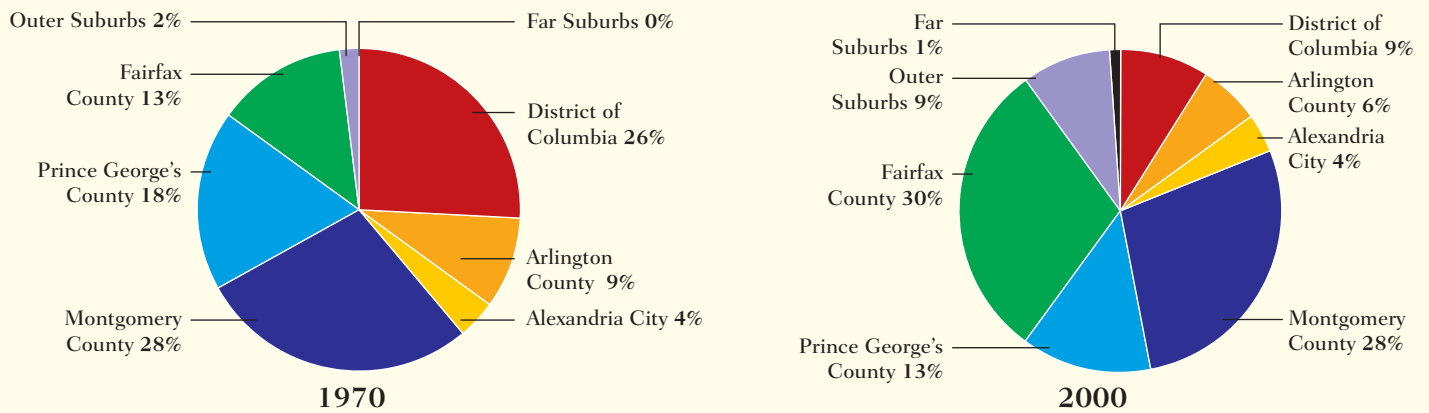 Outer Suburbs 2%
Far Suburbs 0%
Fairfax
County 13%
District of
Columbia 26%
Prince George's
County 18%
Arlington
County 9%
Montgomery
County 28%
Alexandria City 4%
1970
Far
Suburbs 1%
District of
Columbia 9%
Outer
Suburbs 9%
Arlington
County 6%
Alexandria
City 4%
Fairfax
County 30%
Montgomery
County 28%
Prince George's
County 13%
2000